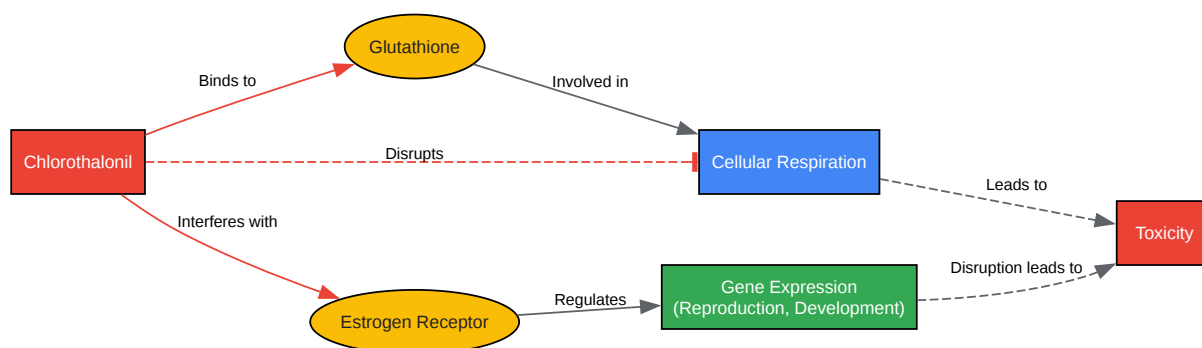 Glutathione
Binds to
Involved in
Chlorothalonil
Disrupts
Cellular Respiration
Leads to
Interferes with
Toxicity
Disruption leads to
Gene Expression
(Reproduction, Development)
Regulates
Estrogen Receptor